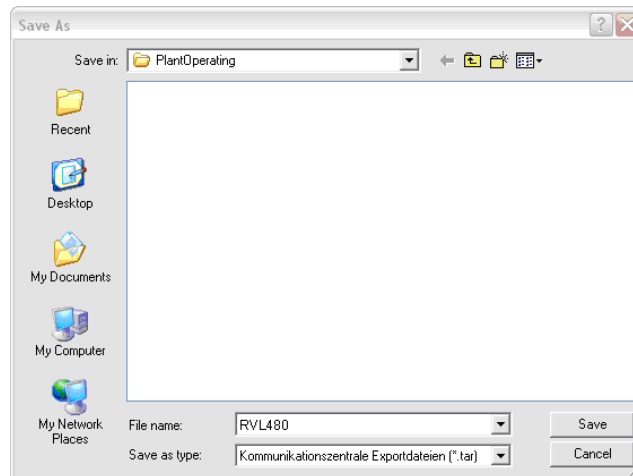 Save As
Save in: PlantOperating
Recent
Desktop
My Documents
My Computer
My Network
Places
File name: RVL480 Save
Save as type: Kommunikationszentrale Exportdateien (*.tar) Cancel